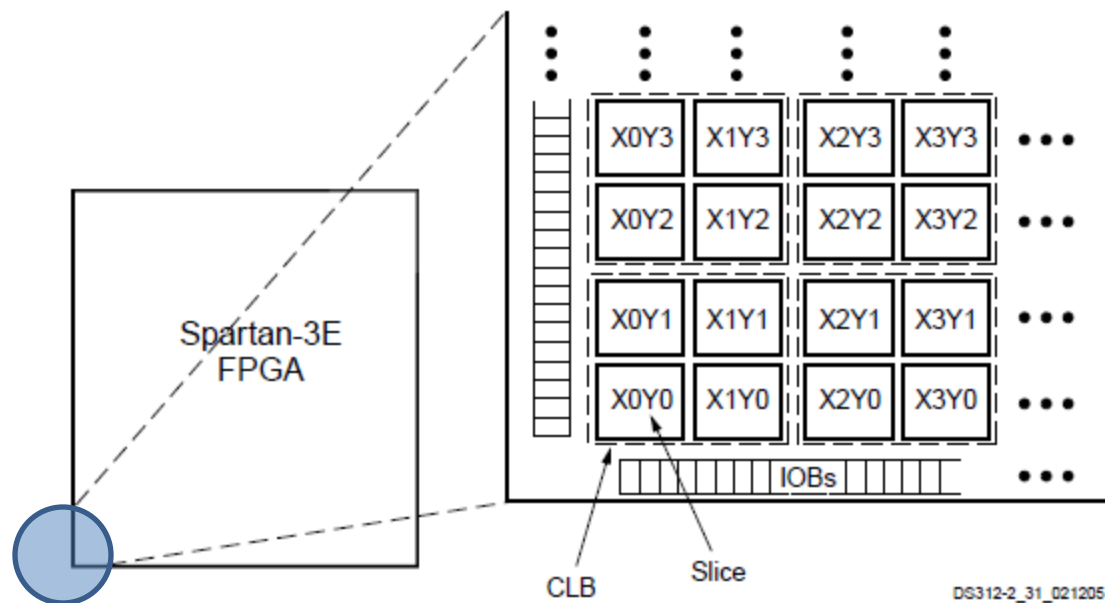 Spartan-3E
FPGA
X0Y3 X1Y3 X2Y3 X3Y3
X0Y2 X1Y2 X2Y2 X3Y2
X0Y1 X1Y1 X2Y1 X3Y1
X0Y0 X1Y0 X2Y0 X3Y0
IOBs
CLB
Slice
DS312-2_31_021205